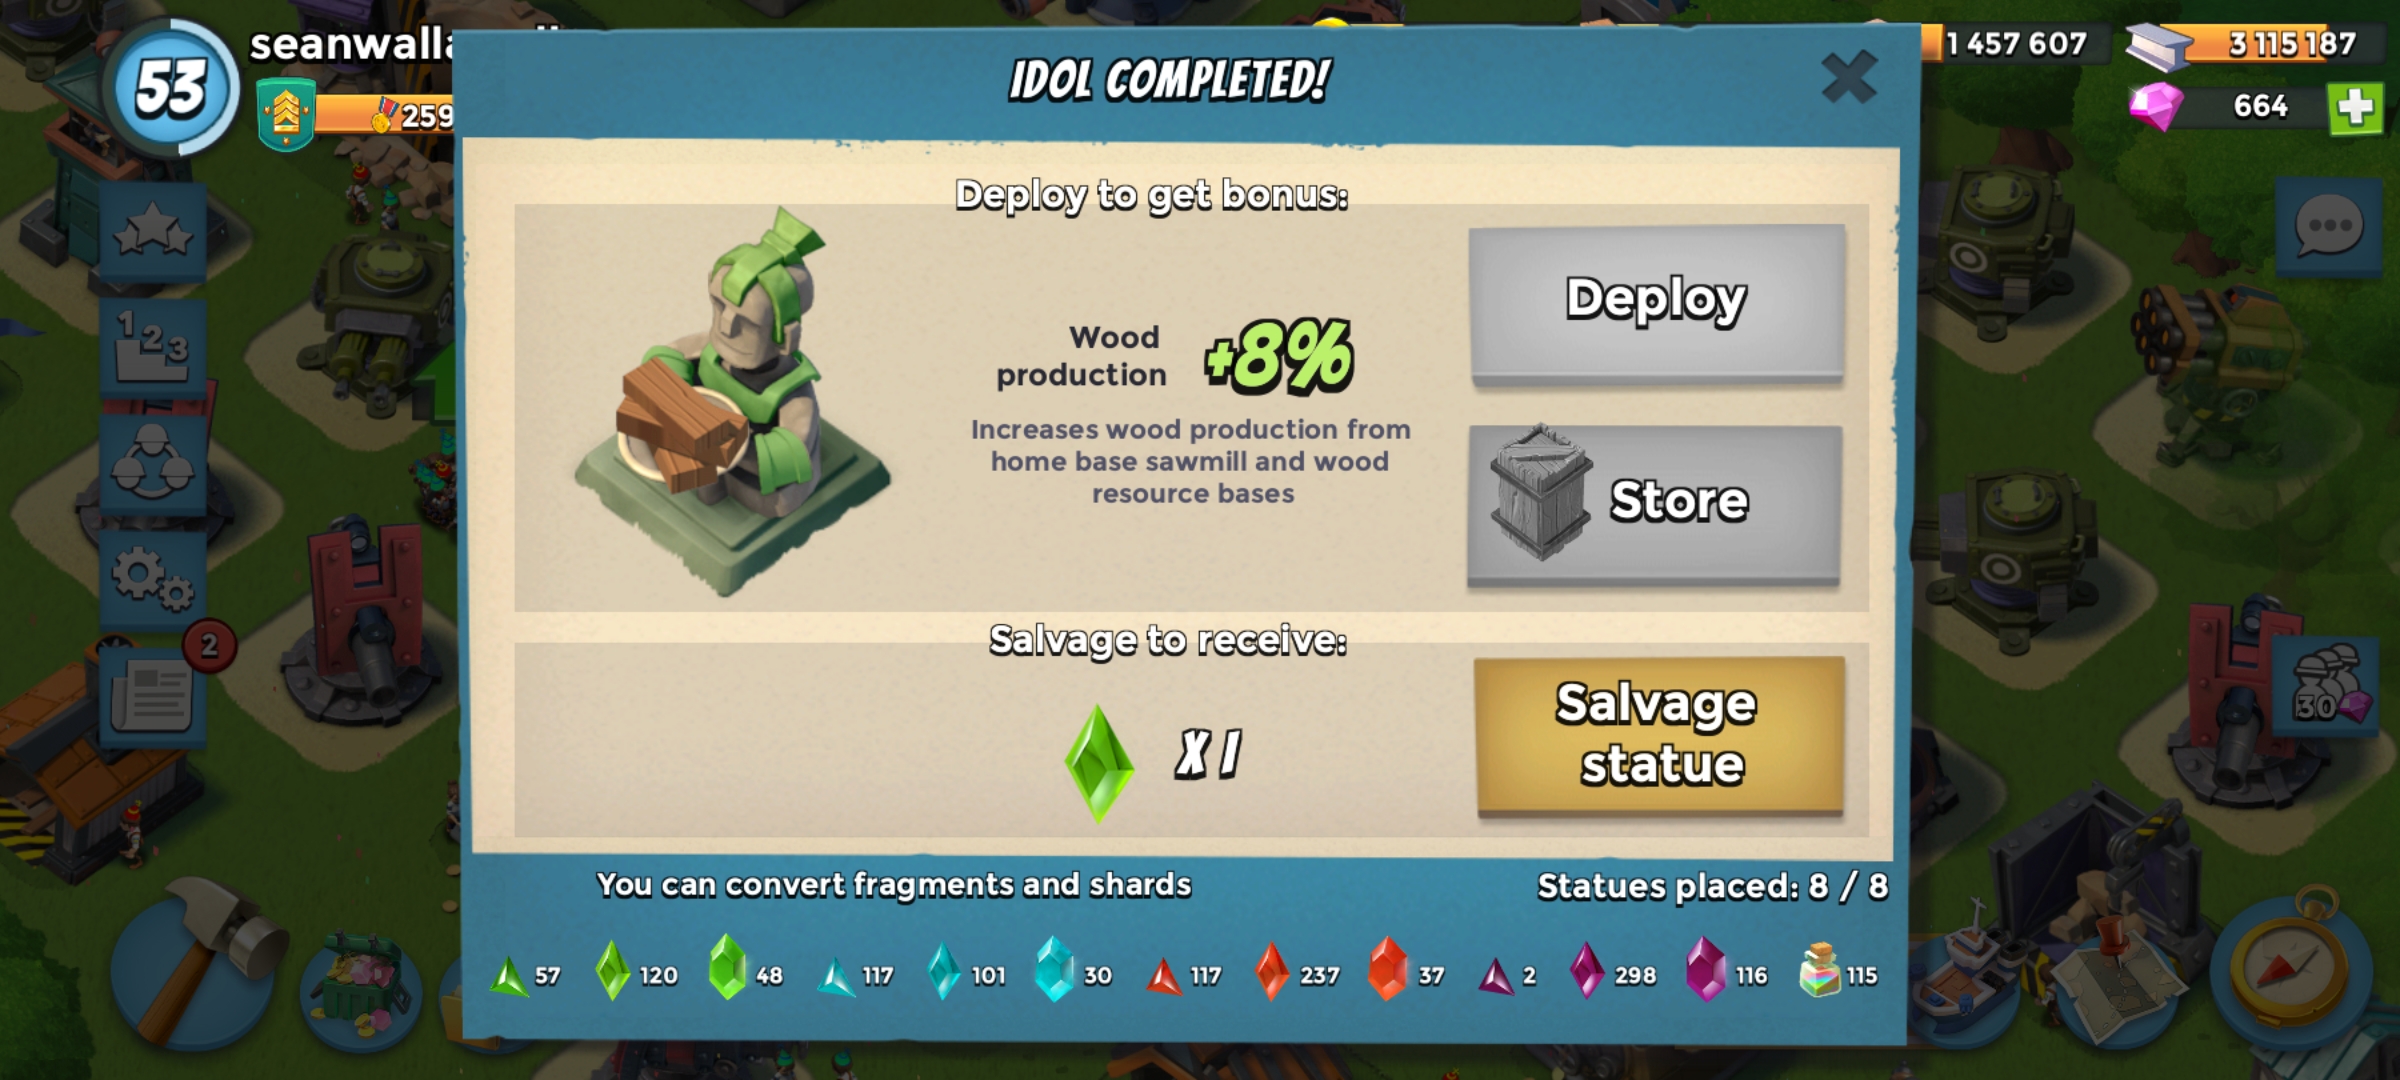 53
259
1 457 607
3 115 187
664
IDOL COMPLETED!
Deploy to get bonus:
Wood
production
+8%
Increases wood production from
home base sawmill and wood
resource bases
Deploy
Store
Salvage to receive:
X 1
Salvage
statue
1 2 3
2
30
You can convert fragments and shards
Statues placed: 8 / 8
57 120 48 117 101 30 117 237 37 2 298 116 115